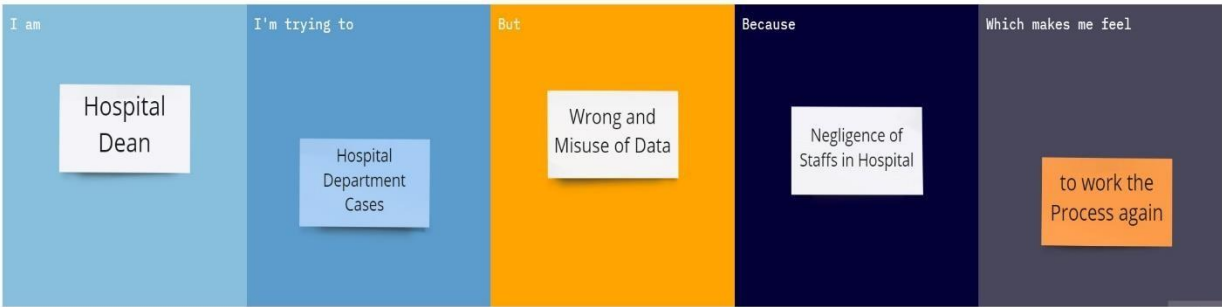 I am
Hospital
Dean
I'm trying to
Hospital
Department
Cases
But
Wrong and
Misuse of Data
Because
Negligence of
Staffs in Hospital
Which makes me feel
to work the
Process again